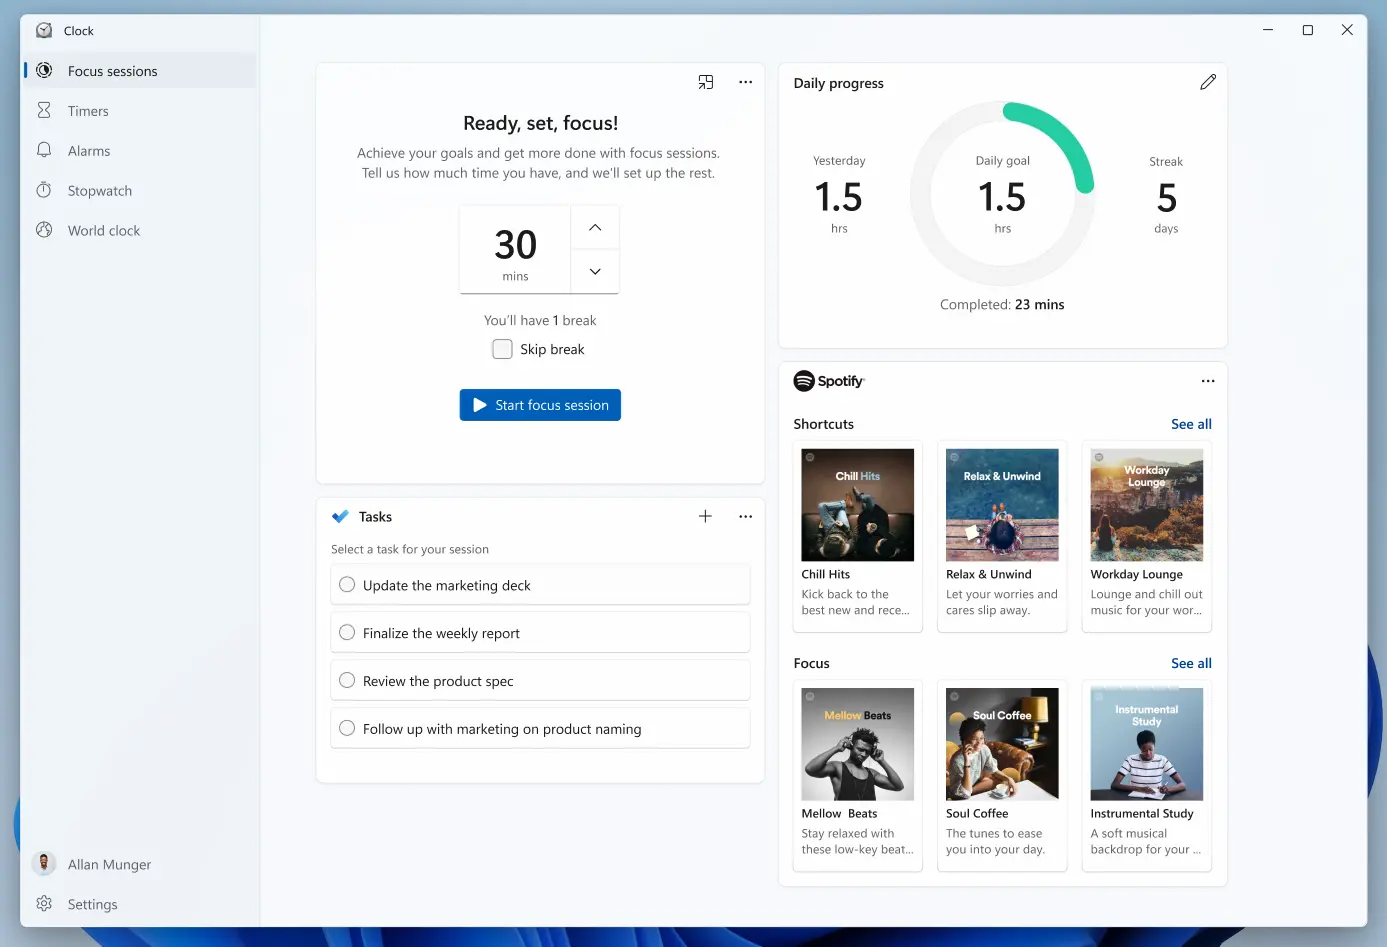 Clock
Focus sessions
Timers
Alarms
Stopwatch
World clock
Allan Munger
Settings
Ready, set, focus!
Achieve your goals and get more done with focus sessions.
Tell us how much time you have, and we'll set up the rest.
30
mins
You'll have 1 break
Skip break
Start focus session
Tasks
Select a task for your session
Update the marketing deck
Finalize the weekly report
Review the product spec
Follow up with marketing on product naming
Daily progress
Yesterday
1.5
hrs
Daily goal
1.5
hrs
Streak
5
days
Completed: 23 mins
Spotify
Shortcuts
See all
Chill Hits
Chill Hits
Kick back to the
best new and rece...
Relax & Unwind
Relax & Unwind
Let your worries and
cares slip away.
Workday
Lounge
Workday Lounge
Lounge and chill out
music for your wor...
Focus
See all
Mellow Beats
Mellow Beats
Stay relaxed with
these low-key beat...
Soul Coffee
Soul Coffee
The tunes to ease
you into your day.
Instrumental
Study
Instrumental Study
A soft musical
backdrop for your ...